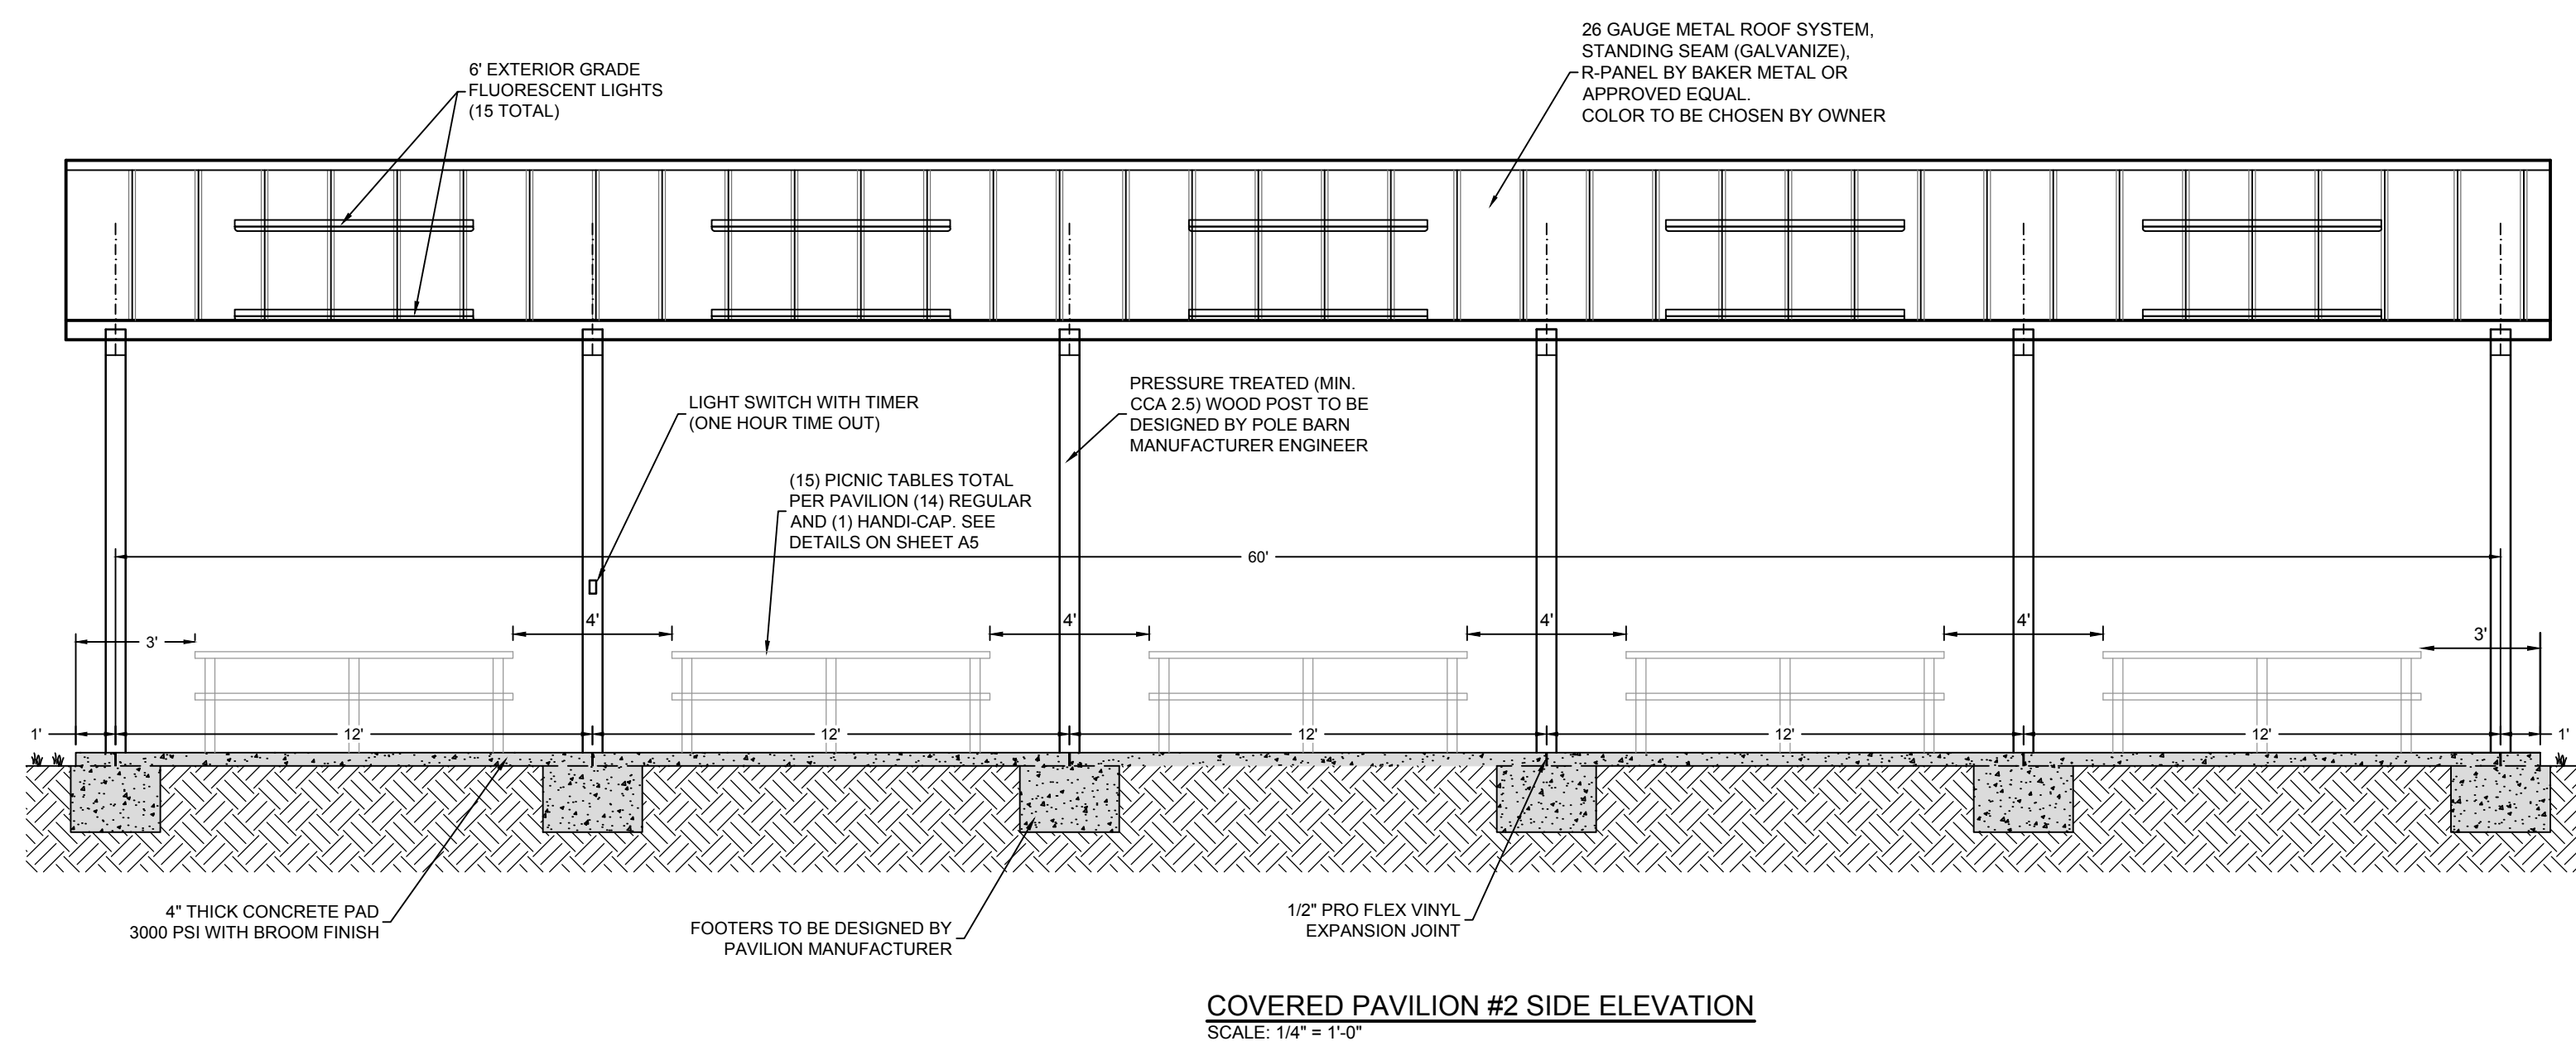 6' EXTERIOR GRADE
FLUORESCENT LIGHTS
(15 TOTAL)
26 GAUGE METAL ROOF SYSTEM,
STANDING SEAM (GALVANIZE),
R-PANEL BY BAKER METAL OR
APPROVED EQUAL.
COLOR TO BE CHOSEN BY OWNER
LIGHT SWITCH WITH TIMER
(ONE HOUR TIME OUT)
PRESSURE TREATED (MIN.
CCA 2.5) WOOD POST TO BE
DESIGNED BY POLE BARN
MANUFACTURER ENGINEER
(15) PICNIC TABLES TOTAL
PER PAVILION (14) REGULAR
AND (1) HANDI-CAP. SEE
DETAILS ON SHEET A5
60'
3'
4'
4'
4'
4'
3'
1'
12'
12'
12'
12'
12'
1'
4" THICK CONCRETE PAD
3000 PSI WITH BROOM FINISH
FOOTERS TO BE DESIGNED BY
PAVILION MANUFACTURER
1/2" PRO FLEX VINYL
EXPANSION JOINT
COVERED PAVILION #2 SIDE ELEVATION
SCALE: 1/4" = 1'-0"